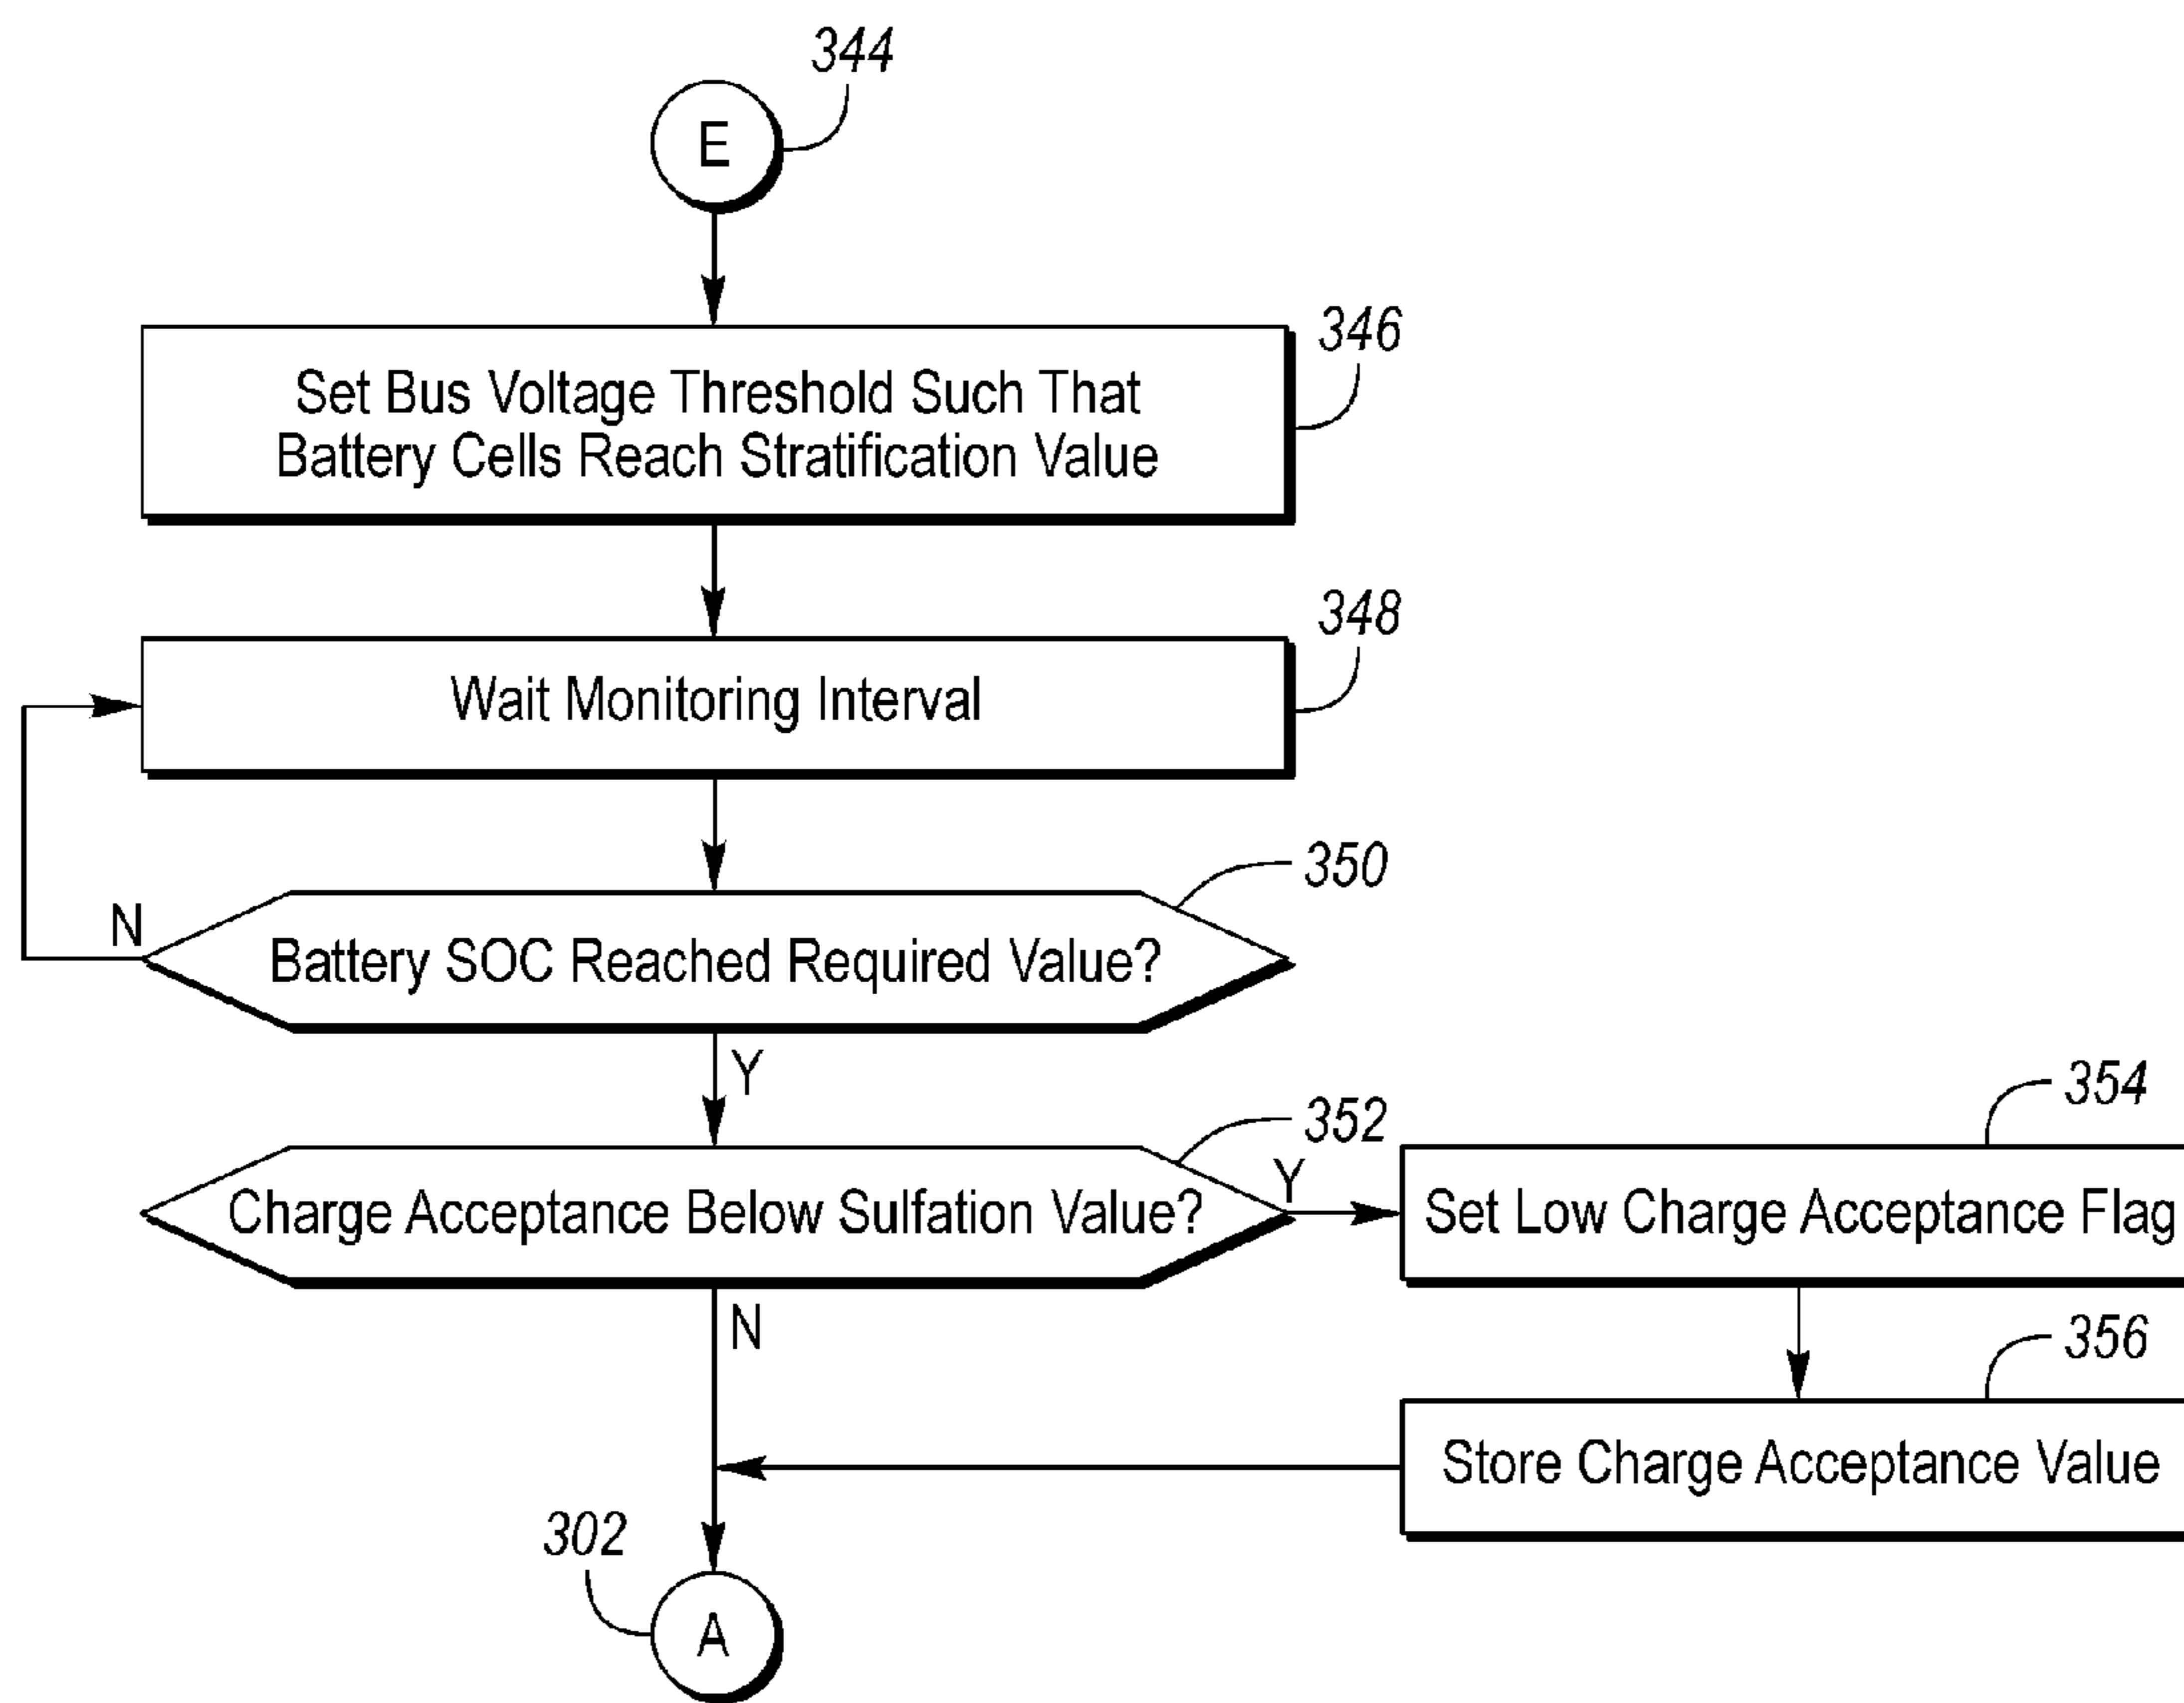 344
E
346
Set Bus Voltage Threshold Such That
Battery Cells Reach Stratification Value
348
Wait Monitoring Interval
350
N
Battery SOC Reached Required Value?
Y
352
354
Charge Acceptance Below Sulfation Value?
Y
Set Low Charge Acceptance Flag
N
356
Store Charge Acceptance Value
302
A